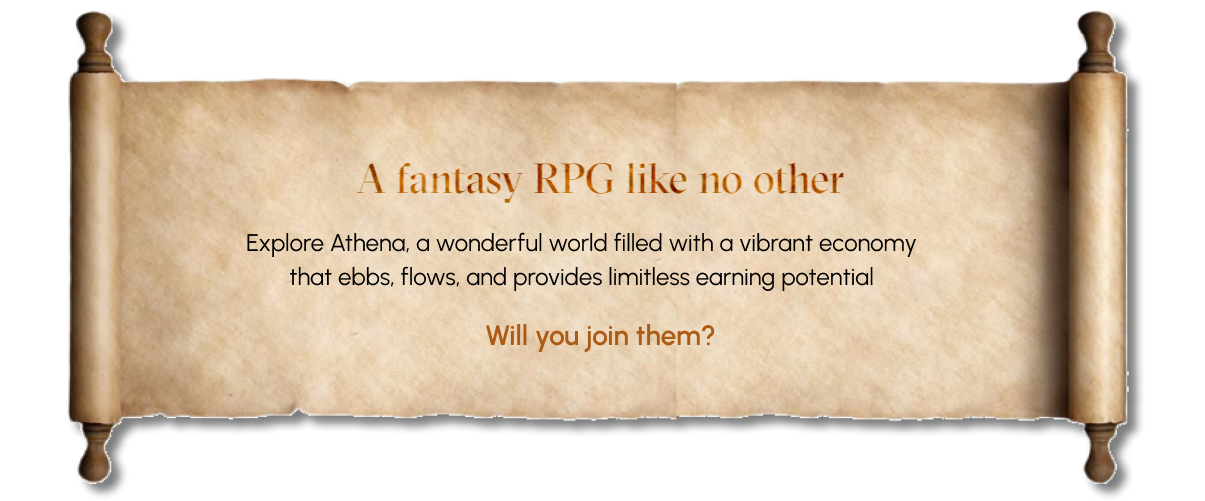 A fantasy RPG like no other
Explore Athena, a wonderful world filled with a vibrant economy
that ebbs, flows, and provides limitless earning potential
Will you join them?